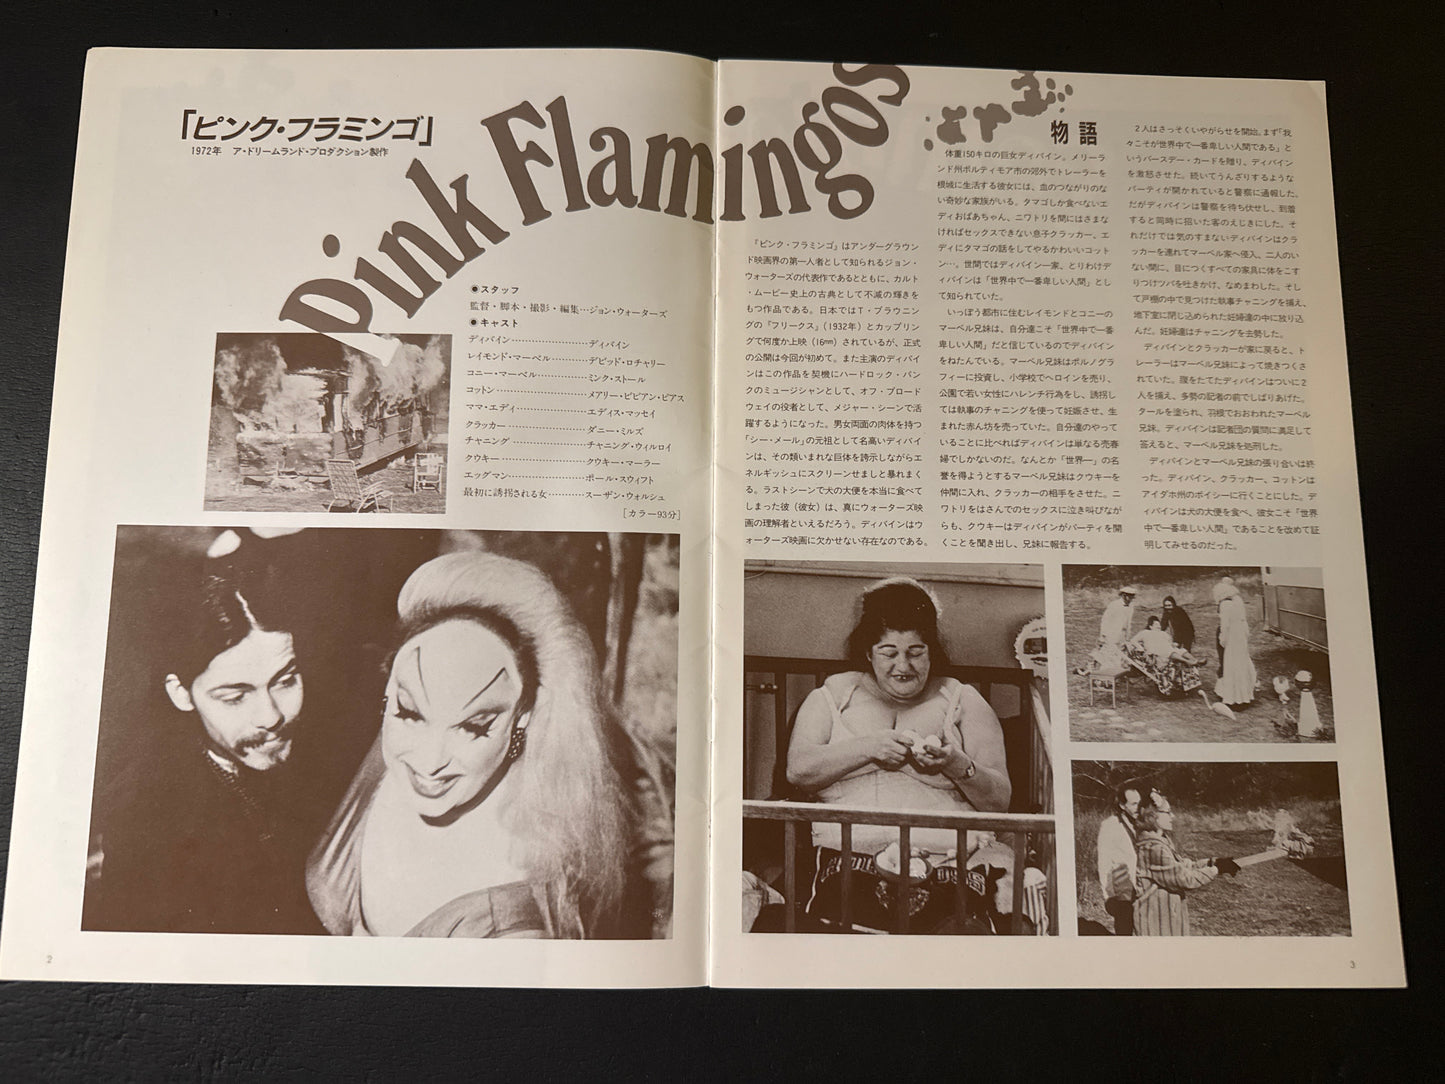 「ピンク・フラミンゴ」
1972年　ア・ドリームランド・プロダクション製作
Pink Flamingos
◉スタッフ
監督・脚本・撮影・編集…ジョン・ウォーターズ
◉キャスト
ディバイン…………………………ディバイン
レイモンド・マーベル……………デビッド・ロチャリー
コニー・マーベル…………………ミンク・ストール
コットン……………………………メアリー・ビビアン・ピアス
ママ・エディ………………………エディス・マッセイ
クラッカー…………………………ダニー・ミルズ
チャニング…………………………チャニング・ウィルロイ
クウキー……………………………クウキー・マーラー
エッグマン…………………………ポール・スウィフト
最初に誘拐される女………………スーザン・ウォルシュ
[カラー93分]
『ピンク・フラミンゴ』はアンダーグラウン
ド映画界の第一人者として知られるジョン・
ウォーターズの代表作であるとともに、カルト
・ムービー史上の古典として不滅の輝きを
もつ作品である。日本ではT・ブラウニング
の『フリークス』(1932年)とカップリン
グで何度か上映(16㎜)されているが、正式
の公開は今回が初めて。また主演のディバイ
ンはこの作品を契機にハードロック・パン
クのミュージシャンとして、オフ・ブロード
ウェイの役者として、メジャー・シーンで活
躍するようになった。男女両面の肉体を持つ
「シー・メール」の元祖として名高いディバイ
ンは、その類いまれな巨体を誇示しながらエ
ネルギッシュにスクリーンせましと暴れまく
る。ラストシーンで犬の大便を本当に食べて
しまった彼(彼女)は、真にウォーターズ映
画の理解者といえるだろう。ディバインはウ
ォーターズ映画に欠かせない存在なのである。
物語
体重150キロの巨女ディバイン。メリーラ
ンド州ボルティモア市の郊外でトレーラーを
根城に生活する彼女には、血のつながりのな
い奇妙な家族がいる。タマゴしか食べないエ
ディおばあちゃん、ニワトリを間にはさまな
ければセックスできない息子クラッカー、エ
ディにタマゴの話をしてやるかわいいコット
ン…。世間ではディバイン一家、とりわけデ
ィバインは「世界中で一番卑しい人間」とし
て知られていた。
いっぽう都市に住むレイモンドとコニーの
マーベル兄妹は、自分達こそ「世界中で一番
卑しい人間」だと信じているのでディバイン
をねたんでいる。マーベル兄妹はポルノグラ
フィーに投資し、小学校でヘロインを売り、
公園で若い女性にハレンチ行為をし、誘拐し
ては執事のチャニングを使って妊娠させ、生
まれた赤ん坊を売っていた。自分達のやって
いることに比べればディバインは単なる売春
婦でしかないのだ。なんとか「世界一」の名
誉を得ようとするマーベル兄妹はクウキーを
仲間に入れ、クラッカーの相手をさせた。ニ
ワトリをはさんでのセックスに泣き叫びなが
らも、クウキーはディバインがパーティを開
くことを聞き出し、兄妹に報告する。
２人はさっそくいやがらせを開始。まず「我
々こそが世界中で一番卑しい人間である」と
いうバースデー・カードを贈り、ディバイン
を激怒させた。続いてうんざりするような
パーティが開かれていると警察に通報した。
だがディバインは警察を待ち伏せし、到着
すると同時に招いた客のえじきにした。そ
れだけでは気のすまないディバインはクラ
ッカーを連れてマーベル家へ侵入、二人のい
ない間に、目につくすべての家具に体をこす
りつけツバを吐きかけ、なめまわした。そし
て戸棚の中で見つけた執事チャニングを捕え、
地下室に閉じ込められた妊婦達の中に放り込
んだ。妊婦達はチャニングを去勢した。
ディバインとクラッカーが家に戻ると、ト
レーラーはマーベル兄妹によって焼きつくさ
れていた。腹をたてたディバインはついに２
人を捕え、多勢の記者の前でしばりあげた。
タールを塗られ、羽根でおおわれたマーベル
兄妹。ディバインは記者団の質問に満足して
答えると、マーベル兄妹を処刑した。
ディバインとマーベル兄妹の張り合いは終
った。ディバイン、クラッカー、コットンは
アイダホ州のボイシーに行くことにした。デ
ィバインは犬の大便を食べ、彼女こそ「世界
中で一番卑しい人間」であることを改めて証
明してみせるのだった。
2
3